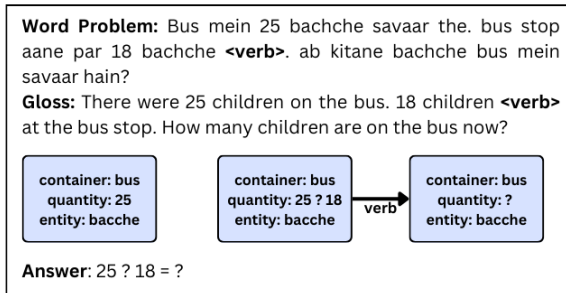 Word Problem: Bus mein 25 bachche savaar the. bus stop
aane par 18 bachche <verb>. ab kitane bachche bus mein
savaar hain?
Gloss: There were 25 children on the bus. 18 children <verb>
at the bus stop. How many children are on the bus now?
container: bus
quantity: 25
entity: bacche
container: bus
quantity: 25 ? 18
entity: bacche
verb
container: bus
quantity: ?
entity: bacche
Answer: 25 ? 18 = ?